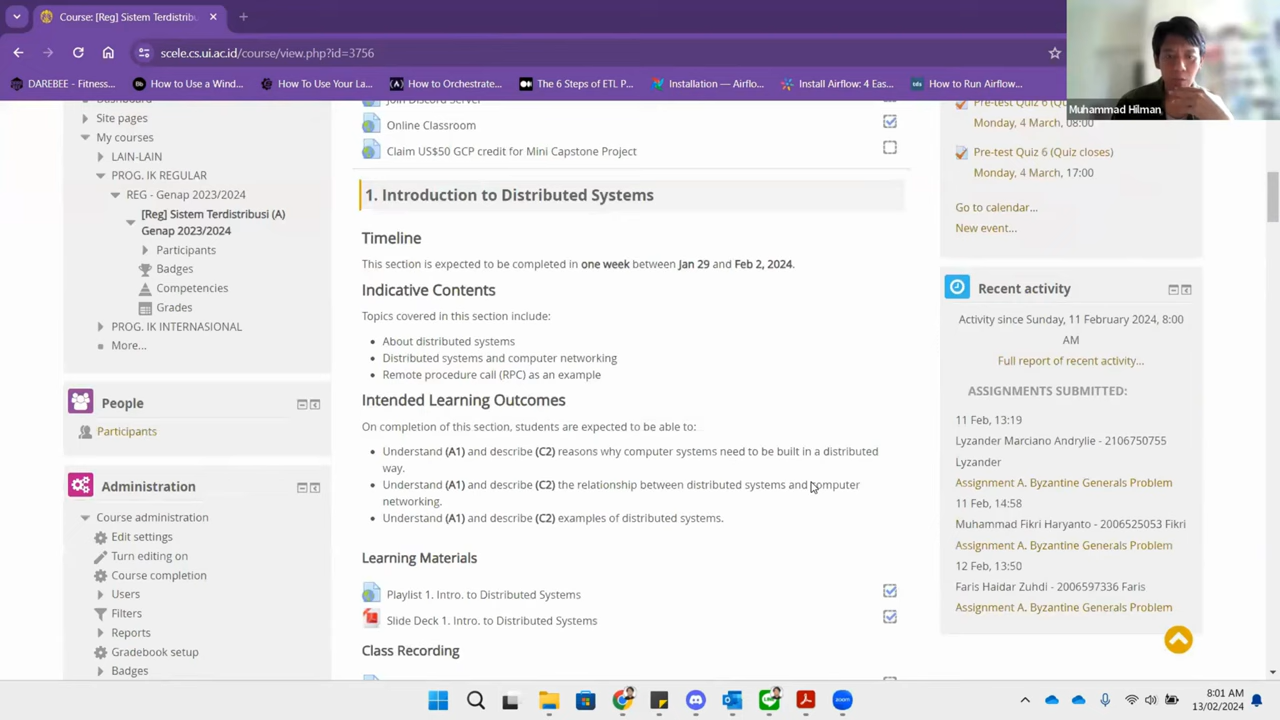 Course: [Reg] Sistem Terdistribu
scele.cs.ui.ac.id/course/view.php?id=3756
DAREBEE - Fitness...
How to Use a Wind...
How To Use Your La...
How to Orchestrate...
The 6 Steps of ETL P...
Installation — Airflo...
Install Airflow: 4 Eas...
How to Run Airflow...
Muhammad Hilman
Dashboard
Site pages
My courses
LAIN-LAIN
PROG. IK REGULAR
REG - Genap 2023/2024
[Reg] Sistem Terdistribusi (A)
Genap 2023/2024
Participants
Badges
Competencies
Grades
PROG. IK INTERNASIONAL
More...
People
Participants
Administration
Course administration
Edit settings
Turn editing on
Course completion
Users
Filters
Reports
Gradebook setup
Badges
Join Discord Server
Online Classroom
Claim US$50 GCP credit for Mini Capstone Project
1. Introduction to Distributed Systems
Timeline
This section is expected to be completed in one week between Jan 29 and Feb 2, 2024.
Indicative Contents
Topics covered in this section include:
About distributed systems
Distributed systems and computer networking
Remote procedure call (RPC) as an example
Intended Learning Outcomes
On completion of this section, students are expected to be able to:
Understand (A1) and describe (C2) reasons why computer systems need to be built in a distributed
way.
Understand (A1) and describe (C2) the relationship between distributed systems and computer
networking.
Understand (A1) and describe (C2) examples of distributed systems.
Learning Materials
Playlist 1. Intro. to Distributed Systems
Slide Deck 1. Intro. to Distributed Systems
Class Recording
Pre-test Quiz 6 (Qu
Monday, 4 March, 08:00
Pre-test Quiz 6 (Quiz closes)
Monday, 4 March, 17:00
Go to calendar...
New event...
Recent activity
Activity since Sunday, 11 February 2024, 8:00
AM
Full report of recent activity...
ASSIGNMENTS SUBMITTED:
11 Feb, 13:19
Lyzander Marciano Andrylie - 2106750755
Lyzander
Assignment A. Byzantine Generals Problem
11 Feb, 14:58
Muhammad Fikri Haryanto - 2006525053 Fikri
Assignment A. Byzantine Generals Problem
12 Feb, 13:50
Faris Haidar Zuhdi - 2006597336 Faris
Assignment A. Byzantine Generals Problem
8:01 AM
13/02/2024